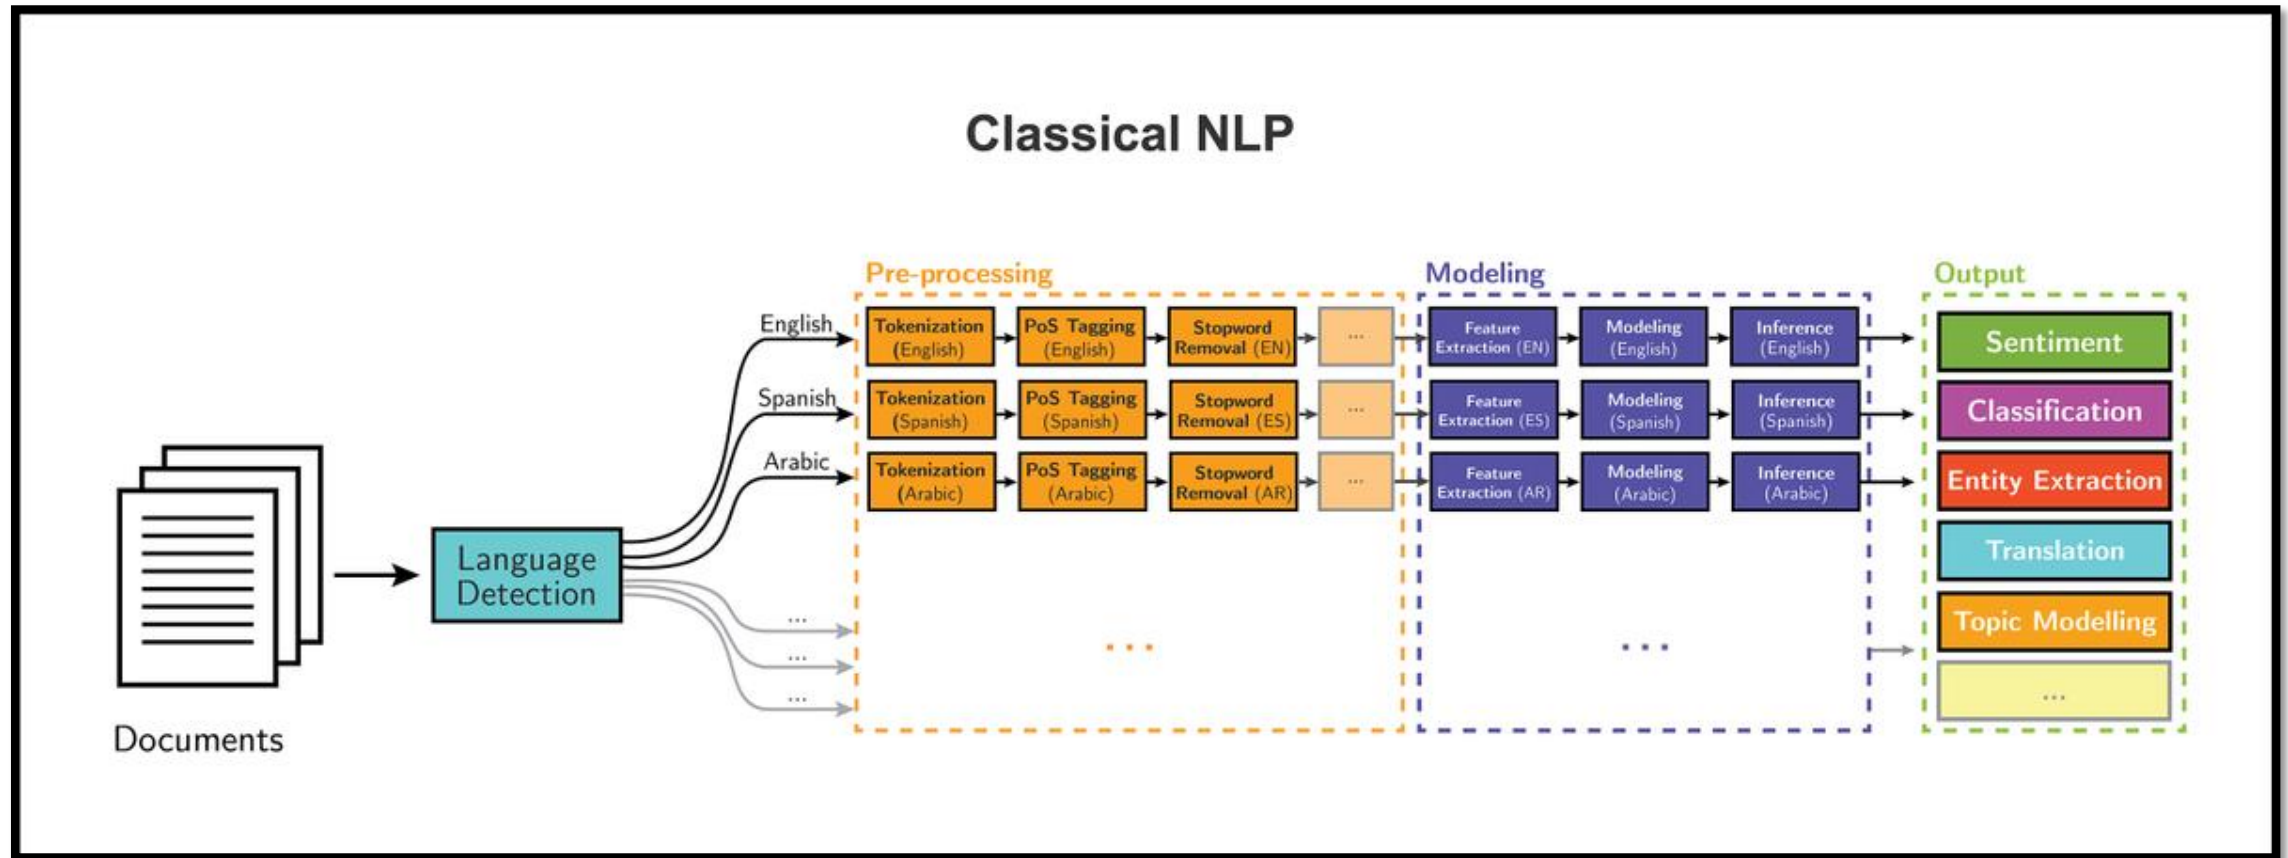 Classical NLP
Pre-processing
Modeling
Output
English
Tokenization
(English)
PoS Tagging
(English)
Stopword
Removal (EN)
...
Feature
Extraction (EN)
Modeling
(English)
Inference
(English)
Sentiment
Spanish
Tokenization
(Spanish)
PoS Tagging
(Spanish)
Stopword
Removal (ES)
...
Feature
Extraction (ES)
Modeling
(Spanish)
Inference
(Spanish)
Classification
Arabic
Tokenization
(Arabic)
PoS Tagging
(Arabic)
Stopword
Removal (AR)
...
Feature
Extraction (AR)
Modeling
(Arabic)
Inference
(Arabic)
Entity Extraction
Language
Detection
Translation
...
...
...
...
...
Topic Modelling
...
Documents